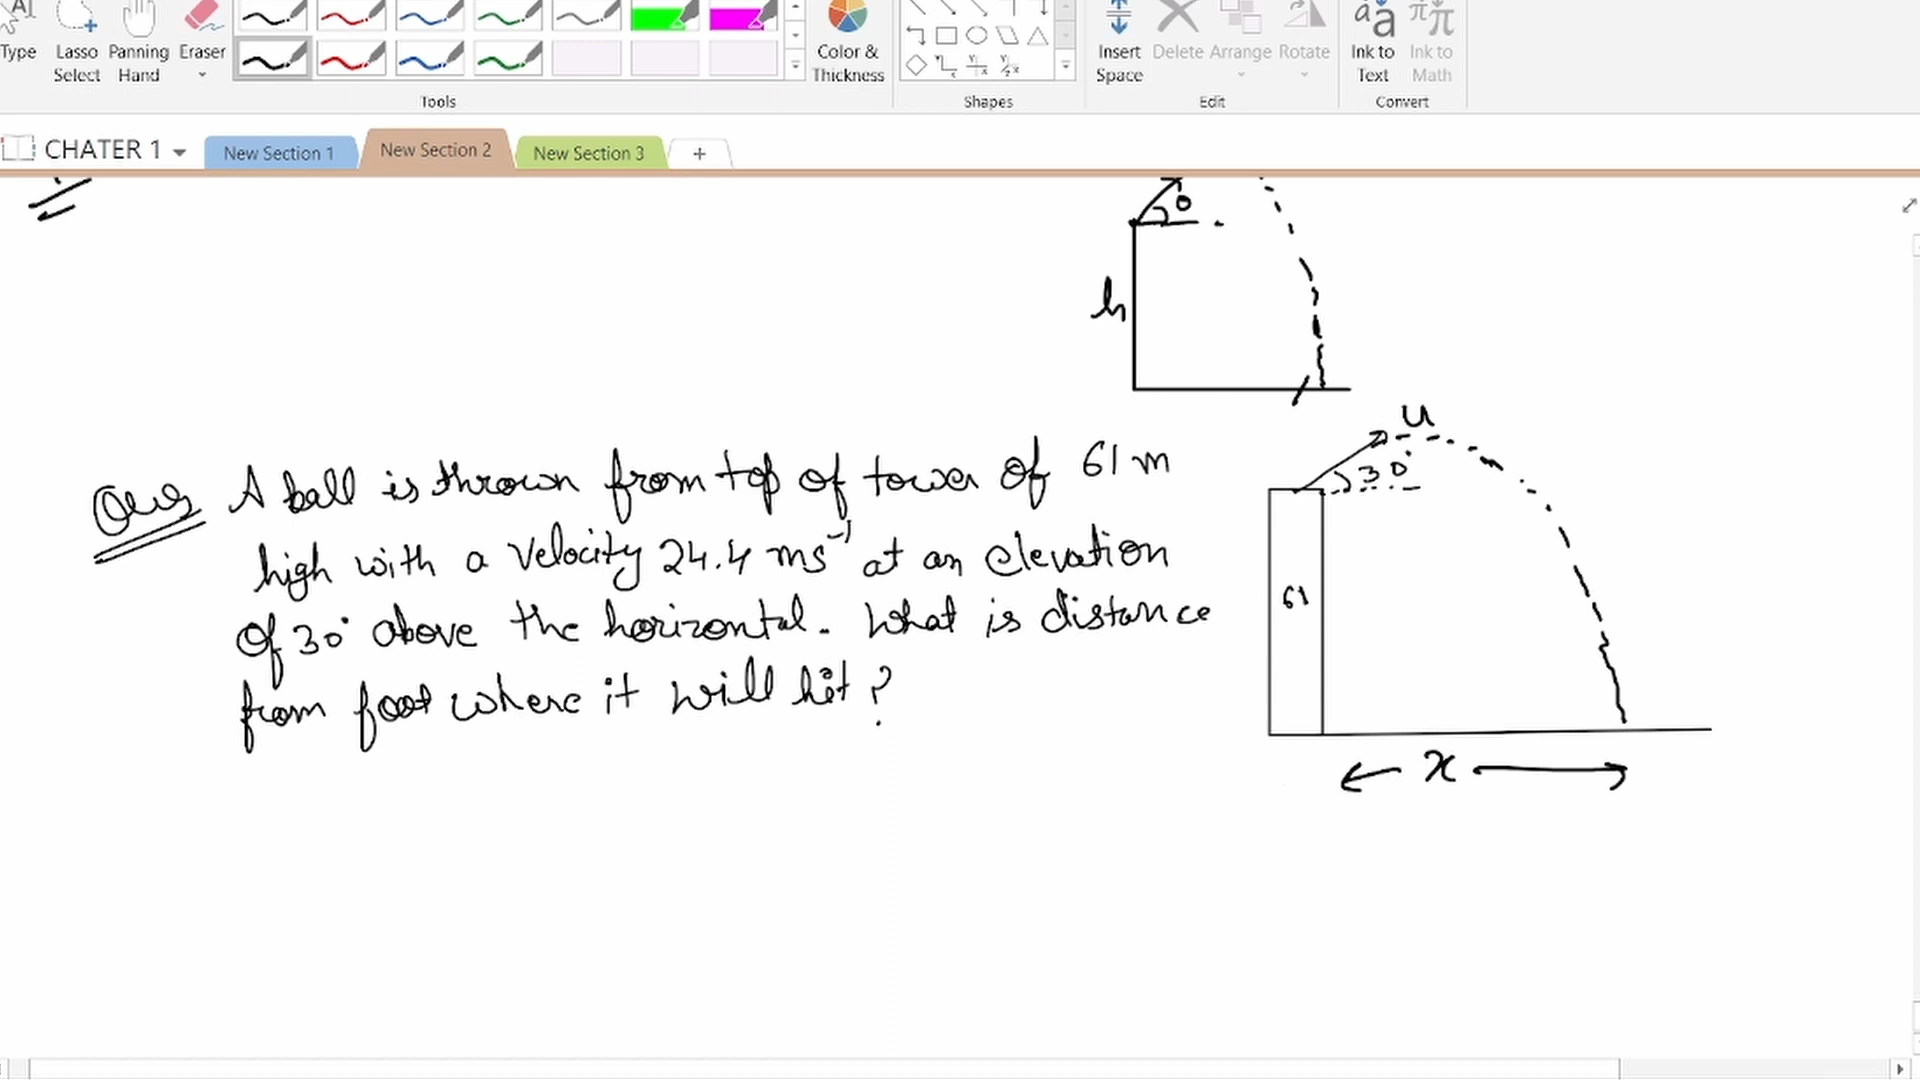 Type
Lasso Select
Panning Hand
Eraser
Color & Thickness
Insert Space
Delete
Arrange
Rotate
Ink to Text
Ink to Math
Tools
Shapes
Edit
Convert
CHATER 1
New Section 1
New Section 2
New Section 3
+
θ
h
Ques A ball is thrown from top of tower of 61 m
high with a velocity 24.4 ms⁻¹ at an elevation
of 30° above the horizontal. What is distance
from foot where it will hit ?
u
30°
61
x